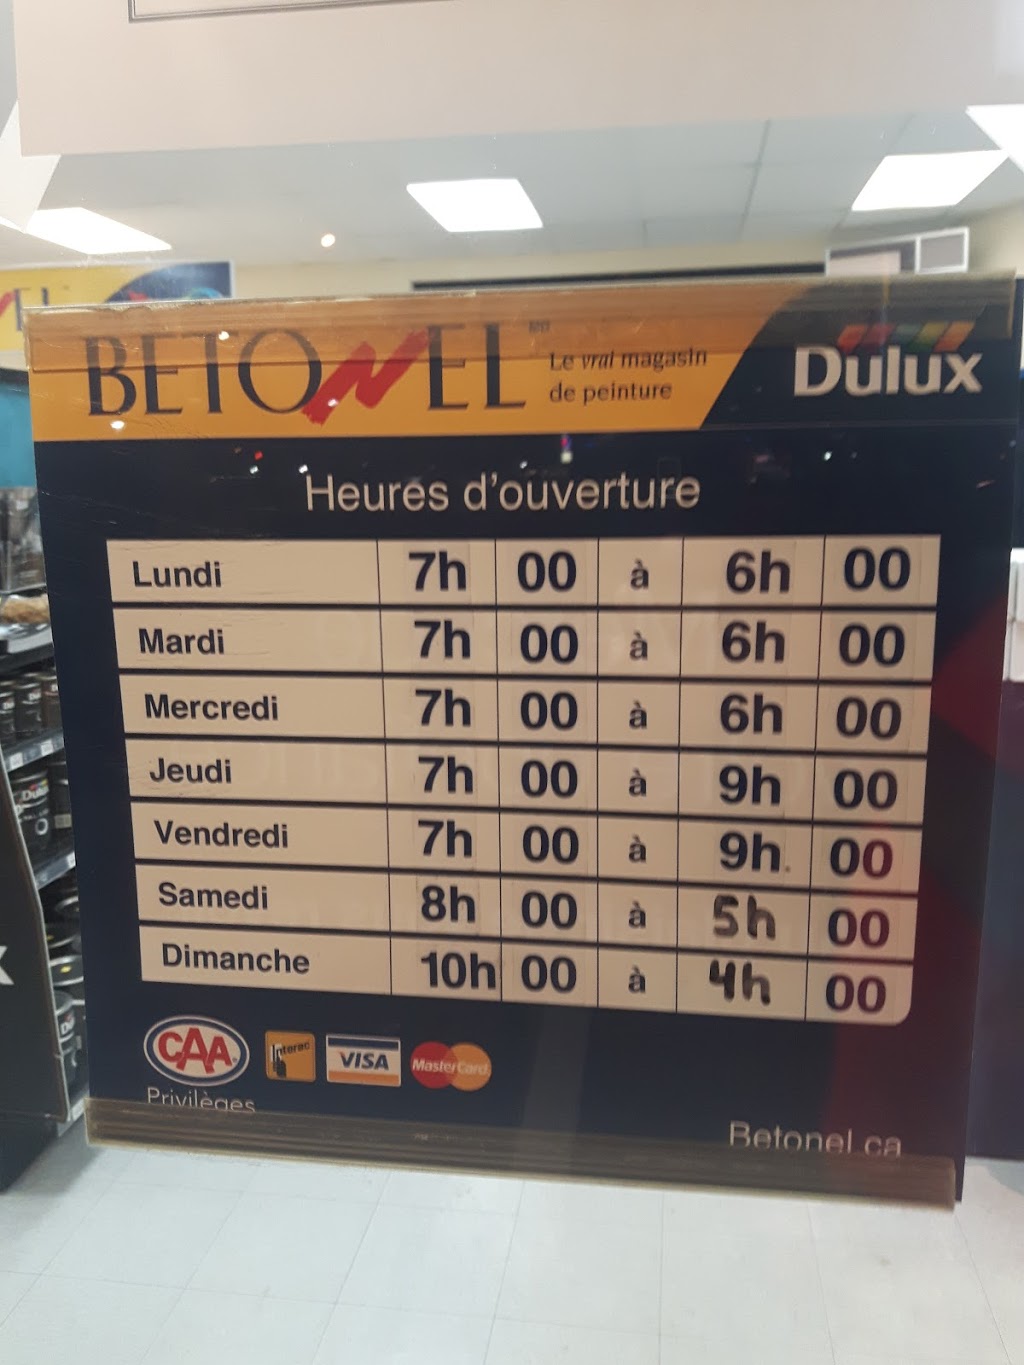 BETONEL MD
Le vrai magasin
de peinture
Dulux
Heures d'ouverture
Lundi 7h 00 à 6h 00
Mardi 7h 00 à 6h 00
Mercredi 7h 00 à 6h 00
Jeudi 7h 00 à 9h 00
Vendredi 7h 00 à 9h 00
Samedi 8h 00 à 5h 00
Dimanche 10h 00 à 4h 00
CAA Interac VISA MasterCard
Privilèges
Betonel.ca